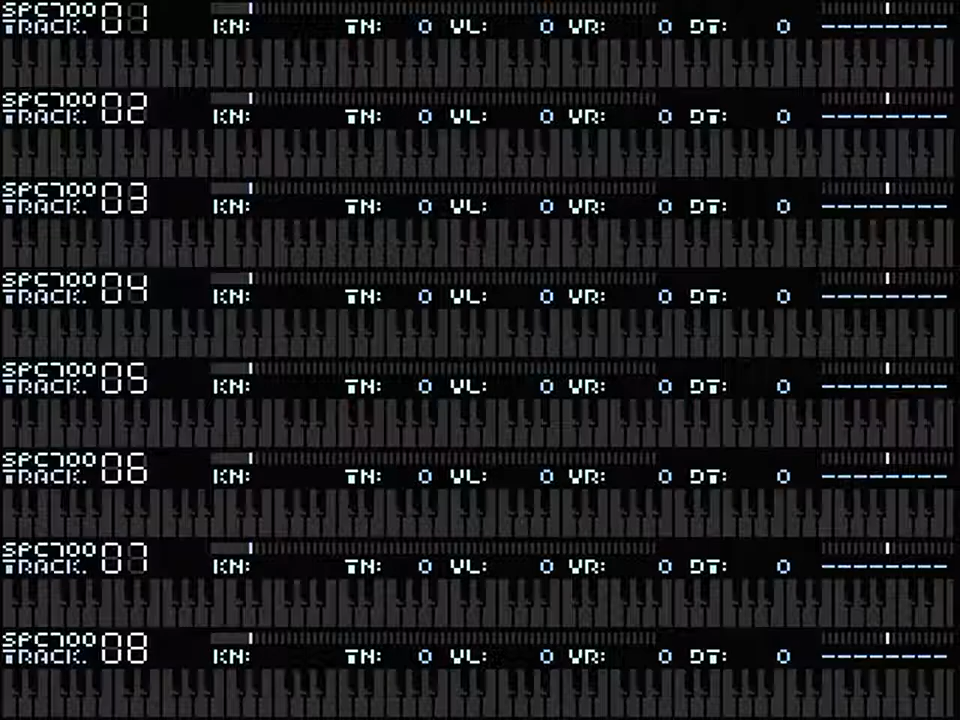 SPC700 TRACK. 01 KN: TN: 0 VL: 0 VR: 0 DT: 0 --------
SPC700 TRACK. 02 KN: TN: 0 VL: 0 VR: 0 DT: 0 --------
SPC700 TRACK. 03 KN: TN: 0 VL: 0 VR: 0 DT: 0 --------
SPC700 TRACK. 04 KN: TN: 0 VL: 0 VR: 0 DT: 0 --------
SPC700 TRACK. 05 KN: TN: 0 VL: 0 VR: 0 DT: 0 --------
SPC700 TRACK. 06 KN: TN: 0 VL: 0 VR: 0 DT: 0 --------
SPC700 TRACK. 07 KN: TN: 0 VL: 0 VR: 0 DT: 0 --------
SPC700 TRACK. 08 KN: TN: 0 VL: 0 VR: 0 DT: 0 --------